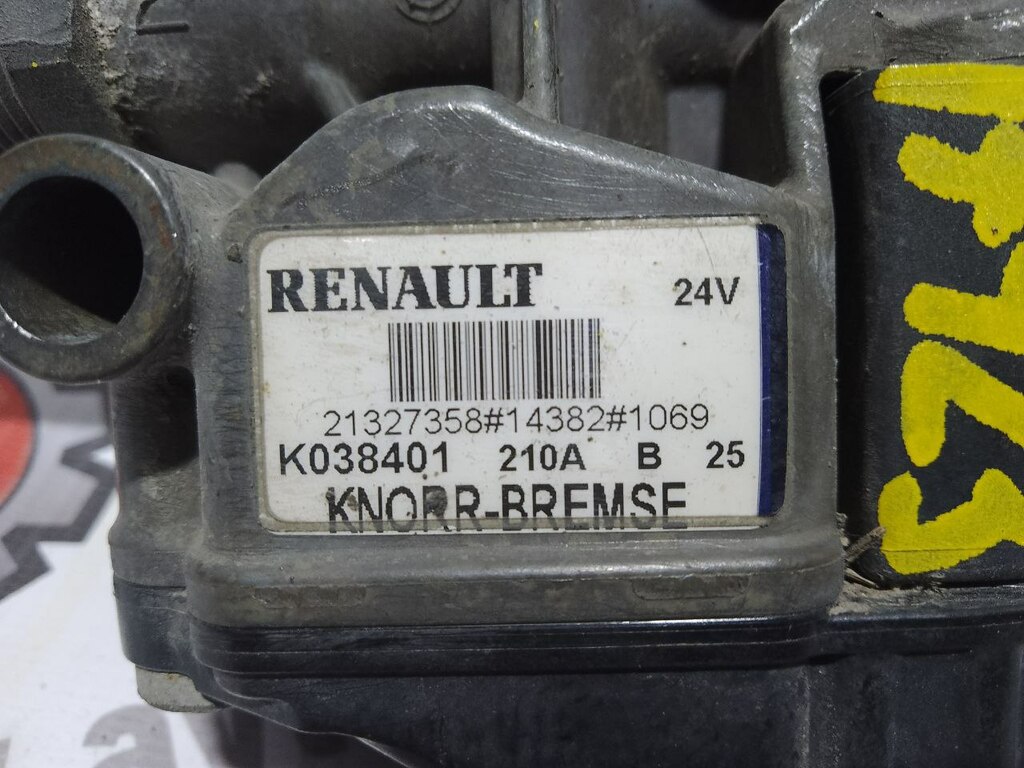 RENAULT 24V
21327358#14382#1069
K038401 210A B 25
KNORR-BREMSE